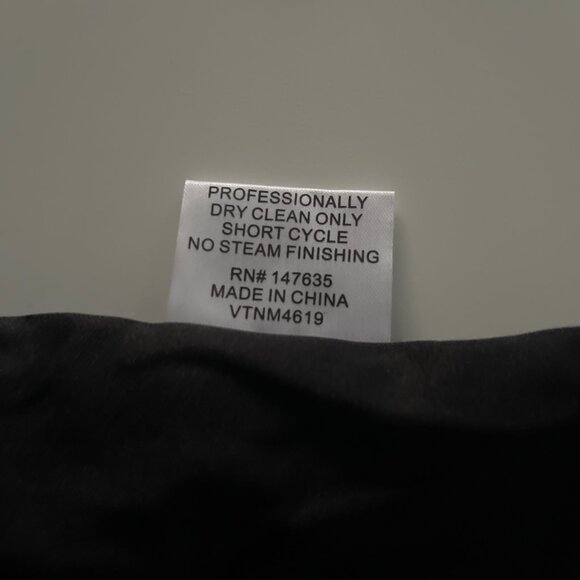 PROFESSIONALLY
DRY CLEAN ONLY
SHORT CYCLE
NO STEAM FINISHING
RN# 147635
MADE IN CHINA
VTNM4619